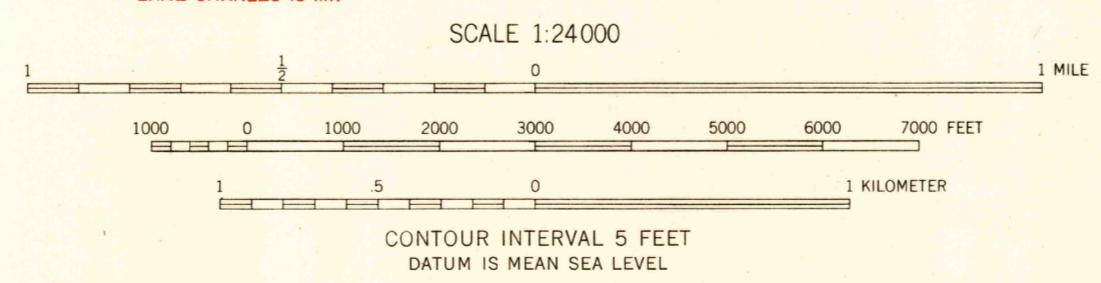 SCALE 1:24000
1 ½ 0 1 MILE
1000 0 1000 2000 3000 4000 5000 6000 7000 FEET
1 .5 0 1 KILOMETER
CONTOUR INTERVAL 5 FEET
DATUM IS MEAN SEA LEVEL